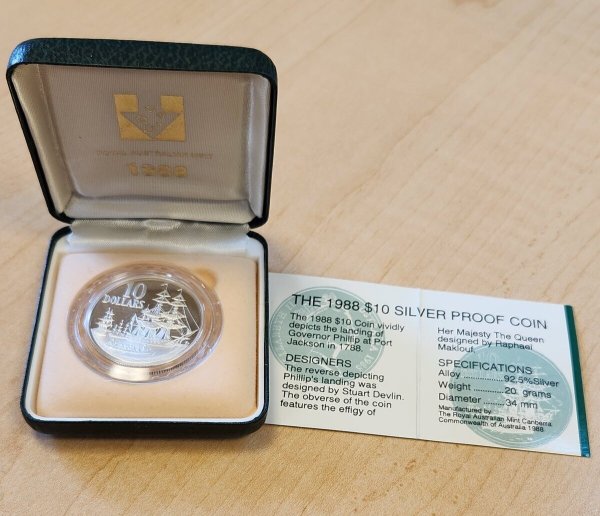 1988
10
DOLLARS
THE 1988 $10 SILVER PROOF COIN
The 1988 $10 Coin vividly
depicts the landing of
Governor Phillip at Port
Jackson in 1788.
DESIGNERS
The reverse depicting
Phillip's landing was
designed by Stuart Devlin.
The obverse of the coin
features the effigy of
Her Majesty The Queen
designed by Raphael
Maklouf.
SPECIFICATIONS
Alloy ............92.5%Silver
Weight ..........20 grams
Diameter ........34 mm
Manufactured by
The Royal Australian Mint Canberra
Commonwealth of Australia 1988